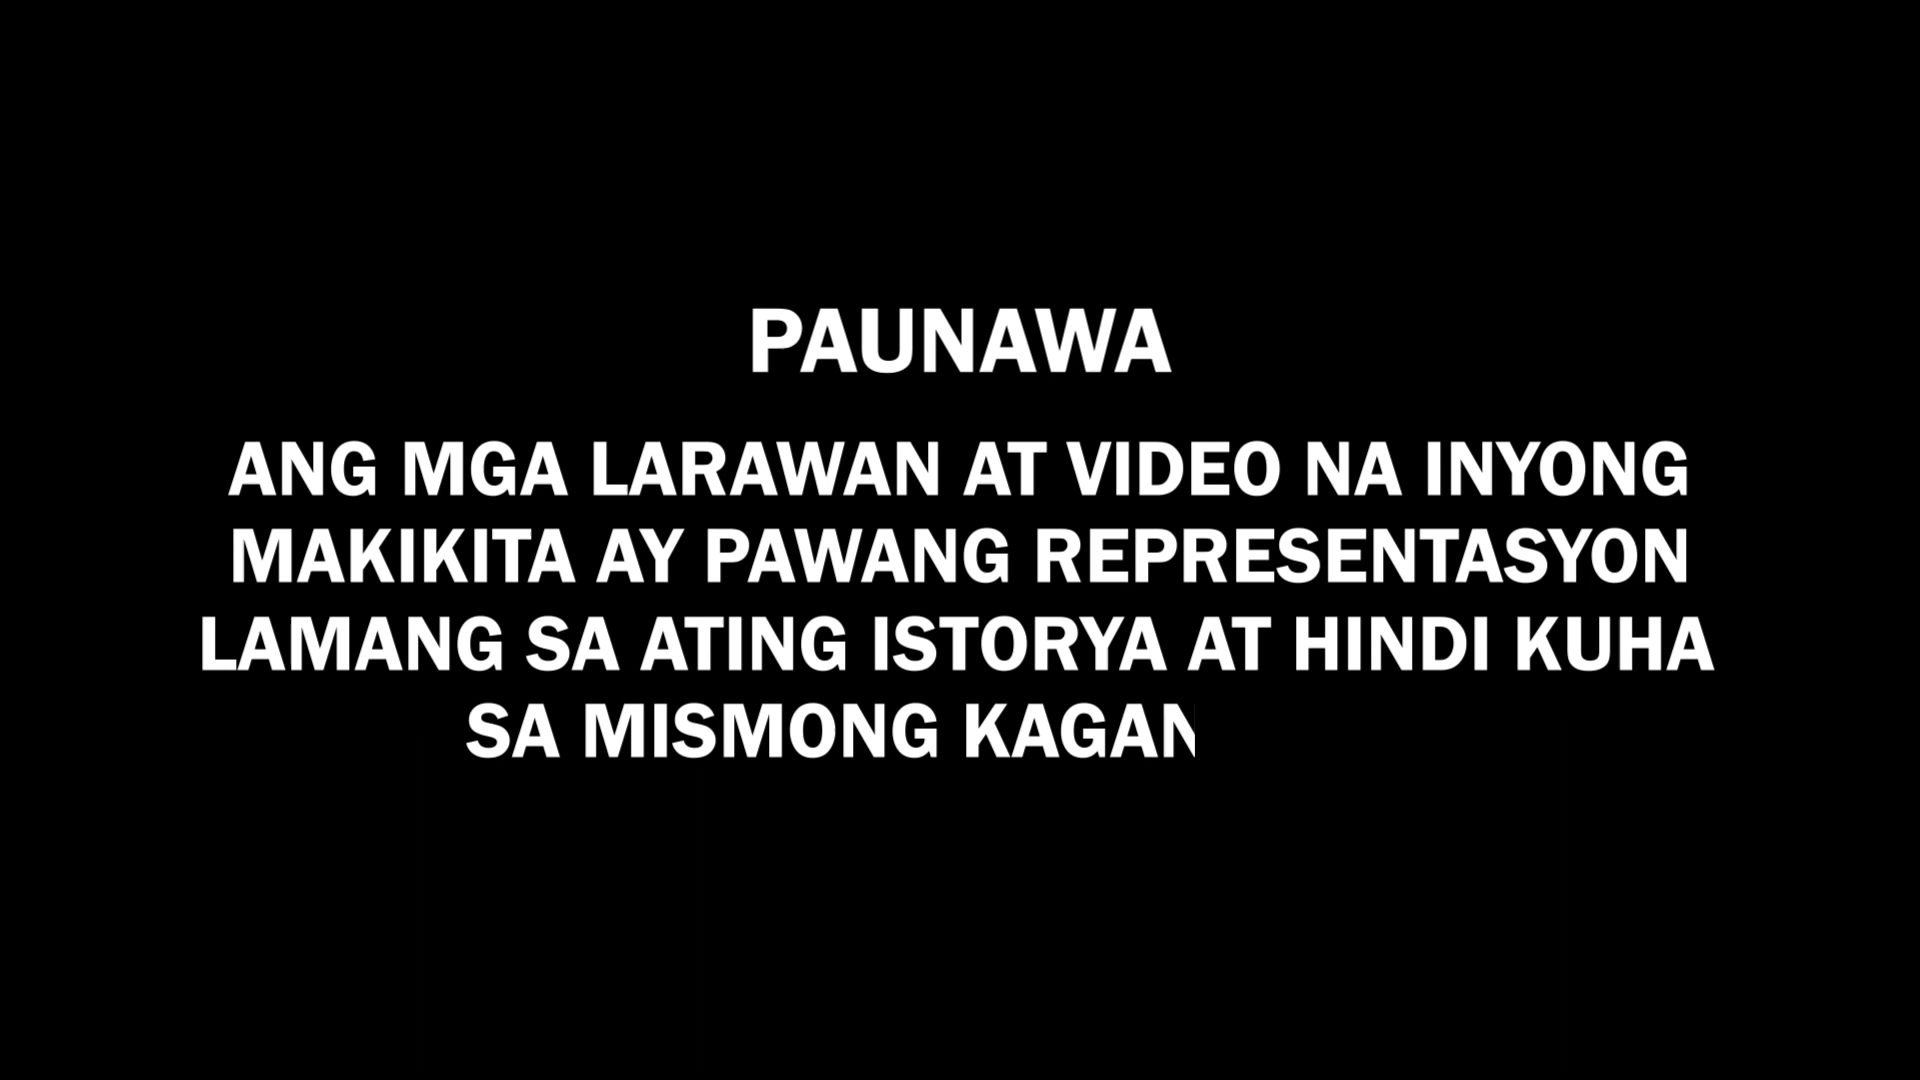 PAUNAWA
ANG MGA LARAWAN AT VIDEO NA INYONG
MAKIKITA AY PAWANG REPRESENTASYON
LAMANG SA ATING ISTORYA AT HINDI KUHA
SA MISMONG KAGAN